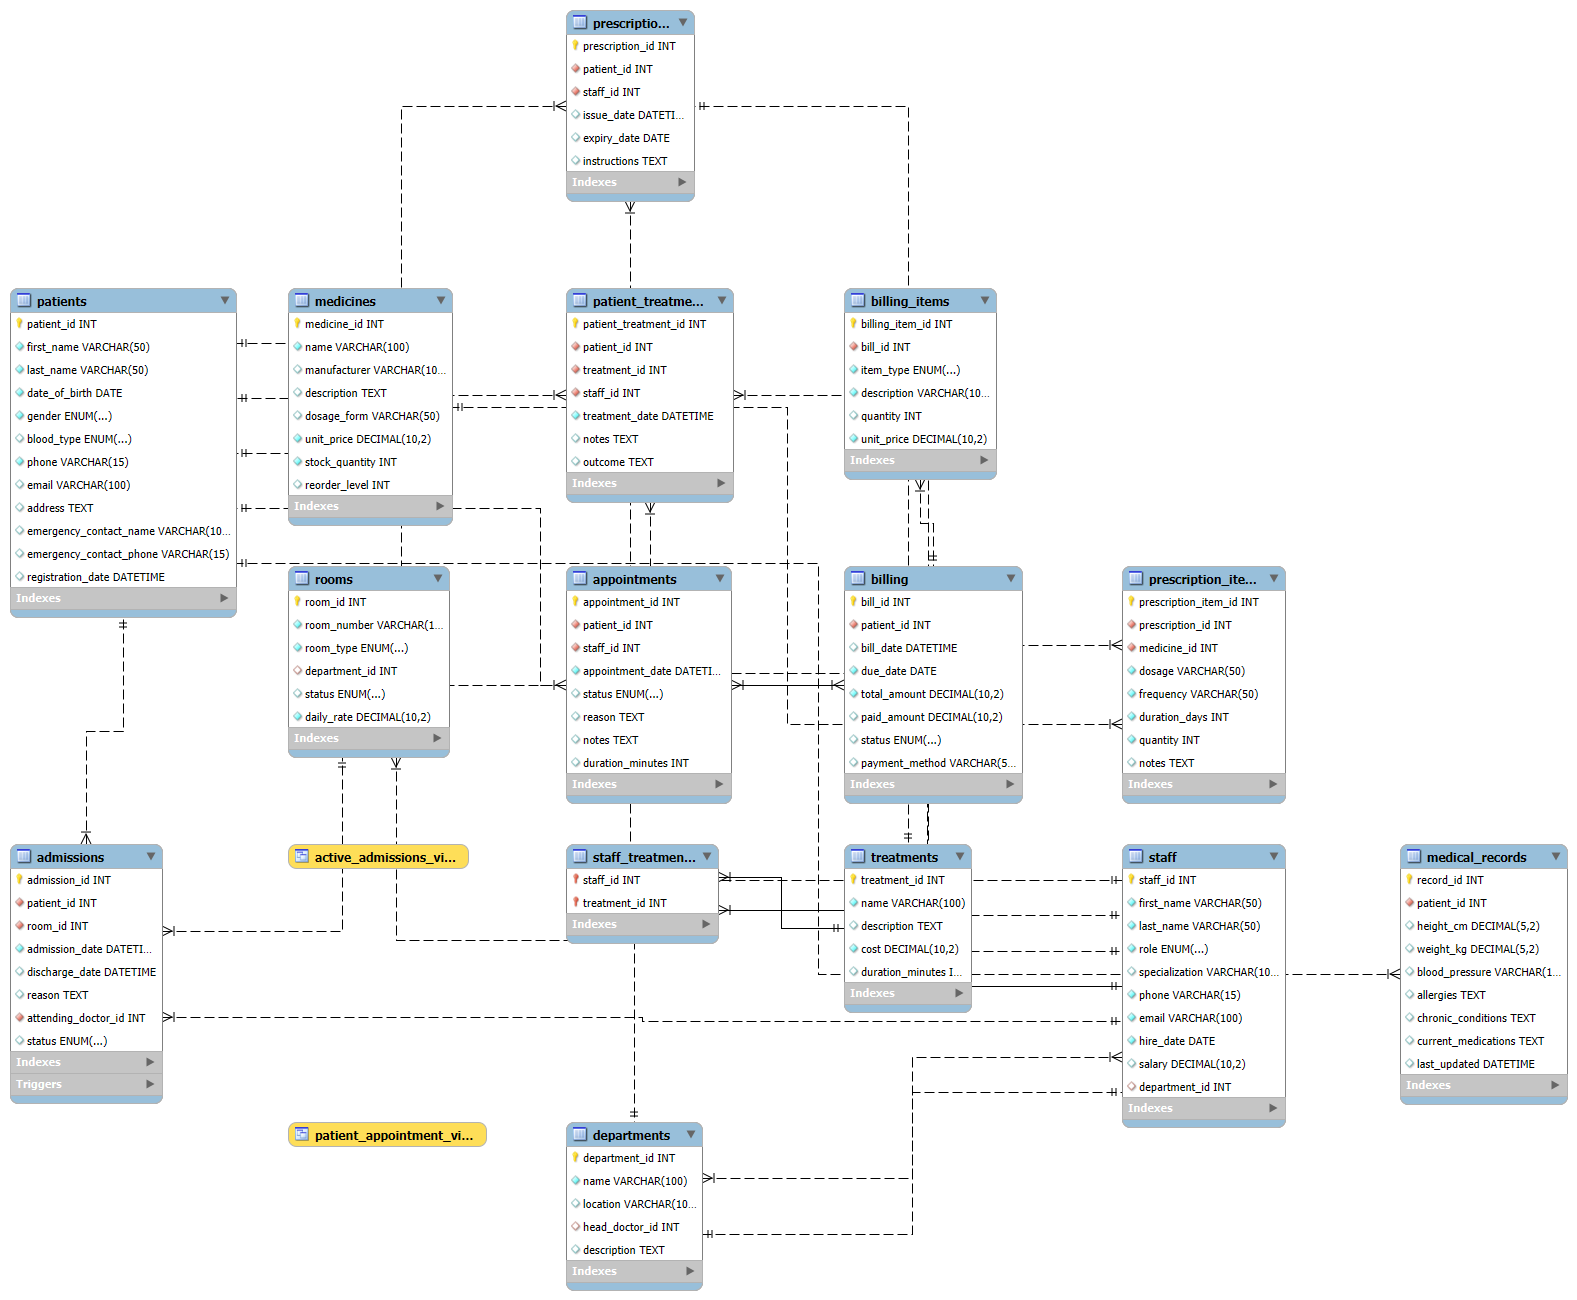 prescriptio...
prescription_id INT
patient_id INT
staff_id INT
issue_date DATETI...
expiry_date DATE
instructions TEXT
Indexes
patients
patient_id INT
first_name VARCHAR(50)
last_name VARCHAR(50)
date_of_birth DATE
gender ENUM(...)
blood_type ENUM(...)
phone VARCHAR(15)
email VARCHAR(100)
address TEXT
emergency_contact_name VARCHAR(10...
emergency_contact_phone VARCHAR(15)
registration_date DATETIME
Indexes
medicines
medicine_id INT
name VARCHAR(100)
manufacturer VARCHAR(10...
description TEXT
dosage_form VARCHAR(50)
unit_price DECIMAL(10,2)
stock_quantity INT
reorder_level INT
Indexes
patient_treatme...
patient_treatment_id INT
patient_id INT
treatment_id INT
staff_id INT
treatment_date DATETIME
notes TEXT
outcome TEXT
Indexes
billing_items
billing_item_id INT
bill_id INT
item_type ENUM(...)
description VARCHAR(10...
quantity INT
unit_price DECIMAL(10,2)
Indexes
rooms
room_id INT
room_number VARCHAR(1...
room_type ENUM(...)
department_id INT
status ENUM(...)
daily_rate DECIMAL(10,2)
Indexes
appointments
appointment_id INT
patient_id INT
staff_id INT
appointment_date DATETI...
status ENUM(...)
reason TEXT
notes TEXT
duration_minutes INT
Indexes
billing
bill_id INT
patient_id INT
bill_date DATETIME
due_date DATE
total_amount DECIMAL(10,2)
paid_amount DECIMAL(10,2)
status ENUM(...)
payment_method VARCHAR(5...
Indexes
prescription_ite...
prescription_item_id INT
prescription_id INT
medicine_id INT
dosage VARCHAR(50)
frequency VARCHAR(50)
duration_days INT
quantity INT
notes TEXT
Indexes
admissions
admission_id INT
patient_id INT
room_id INT
admission_date DATETI...
discharge_date DATETIME
reason TEXT
attending_doctor_id INT
status ENUM(...)
Indexes
Triggers
active_admissions_vi...
staff_treatmen...
staff_id INT
treatment_id INT
Indexes
treatments
treatment_id INT
name VARCHAR(100)
description TEXT
cost DECIMAL(10,2)
duration_minutes I...
Indexes
staff
staff_id INT
first_name VARCHAR(50)
last_name VARCHAR(50)
role ENUM(...)
specialization VARCHAR(10...
phone VARCHAR(15)
email VARCHAR(100)
hire_date DATE
salary DECIMAL(10,2)
department_id INT
Indexes
medical_records
record_id INT
patient_id INT
height_cm DECIMAL(5,2)
weight_kg DECIMAL(5,2)
blood_pressure VARCHAR(1...
allergies TEXT
chronic_conditions TEXT
current_medications TEXT
last_updated DATETIME
Indexes
patient_appointment_vi...
departments
department_id INT
name VARCHAR(100)
location VARCHAR(10...
head_doctor_id INT
description TEXT
Indexes